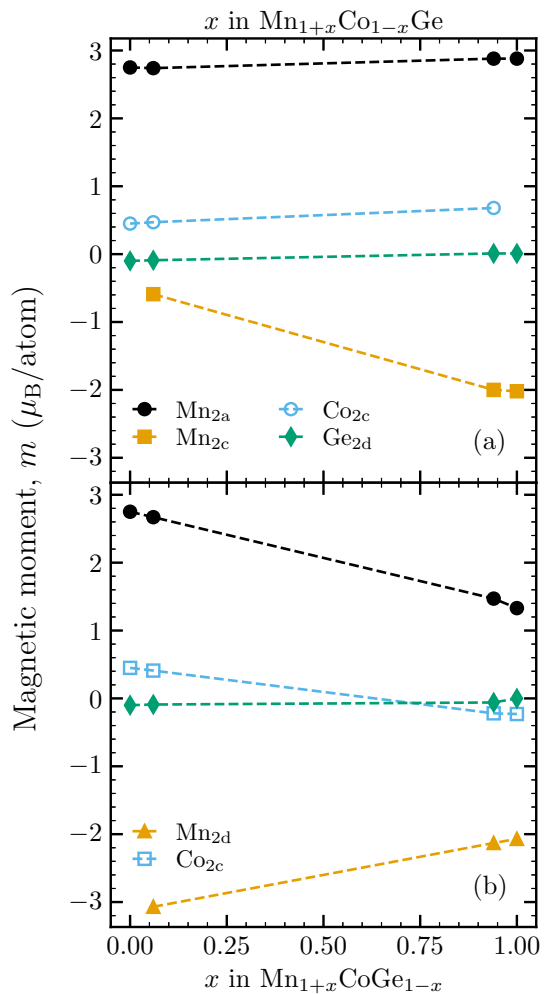 x in Mn₁₊ₓCo₁₋ₓGe
3
2
1
0
−1
−2
−3
Mn₂ₐ Co₂c
Mn₂c Ge₂d
(a)
Magnetic moment, m (μB/atom)
3
2
1
0
−1
−2
−3
Mn₂d
Co₂c
(b)
0.00 0.25 0.50 0.75 1.00
x in Mn₁₊ₓCoGe₁₋ₓ